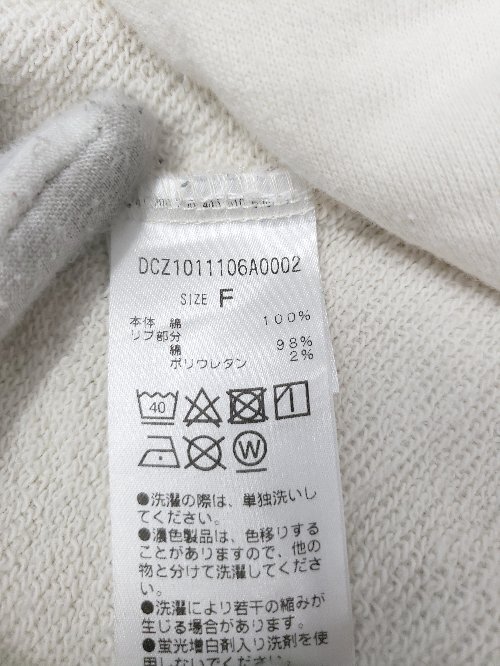 DCZ1011106A0002
SIZE F
本体 綿 100%
リブ部分
綿 98%
ポリウレタン 2%
40
W
●洗濯の際は、単独洗いし
てください。
●濃色製品は、色移りする
ことがありますので、他の
物と分けて洗濯してくださ
い。
●洗濯により若干の縮みが
生じる場合があります。
●蛍光増白剤入り洗剤を使
用しないでください